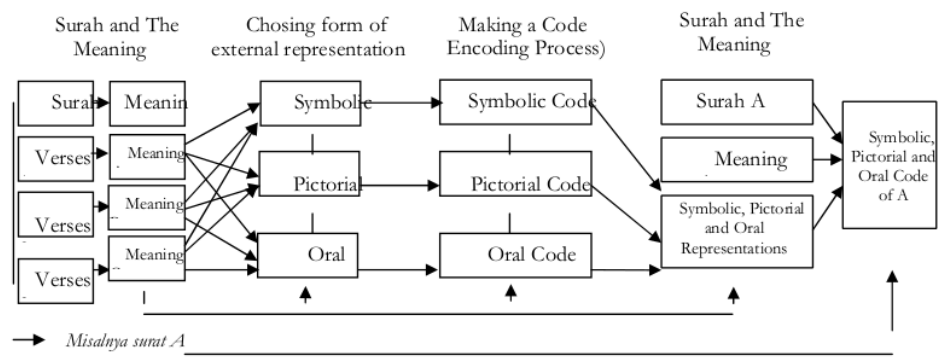 Surah and The
Meaning
Chosing form of
external representation
Making a Code
Encoding Process)
Surah and The
Meaning
Surah
Meanin
Verses
Meaning
Verses
Meaning
Verses
Meaning
Symbolic
Pictorial
Oral
Symbolic Code
Pictorial Code
Oral Code
Surah A
Meaning
Symbolic, Pictorial
and Oral
Representations
Symbolic,
Pictorial and
Oral Code
of A
Misalnya surat A